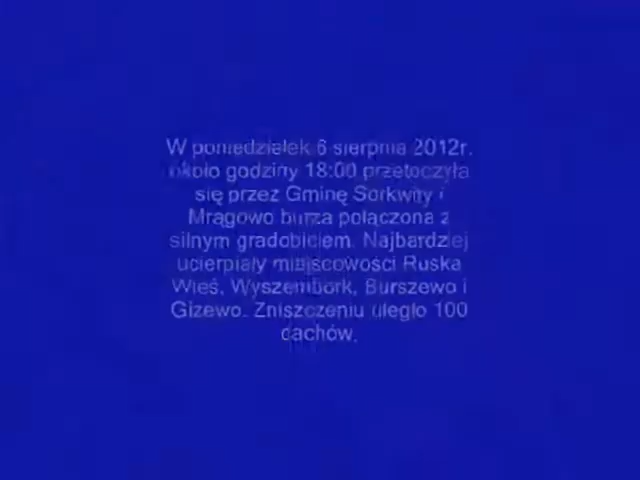 W poniedziałek 6 sierpnia 2012r.
około godziny 18:00 przetoczyła
się przez Gminę Sorkwity i
Mrągowo burza połączona z
silnym gradobiciem. Najbardziej
ucierpiały miejscowości Ruska
Wieś, Wyszembork, Burszewo i
Gizewo. Zniszczeniu uległo 100
dachów.